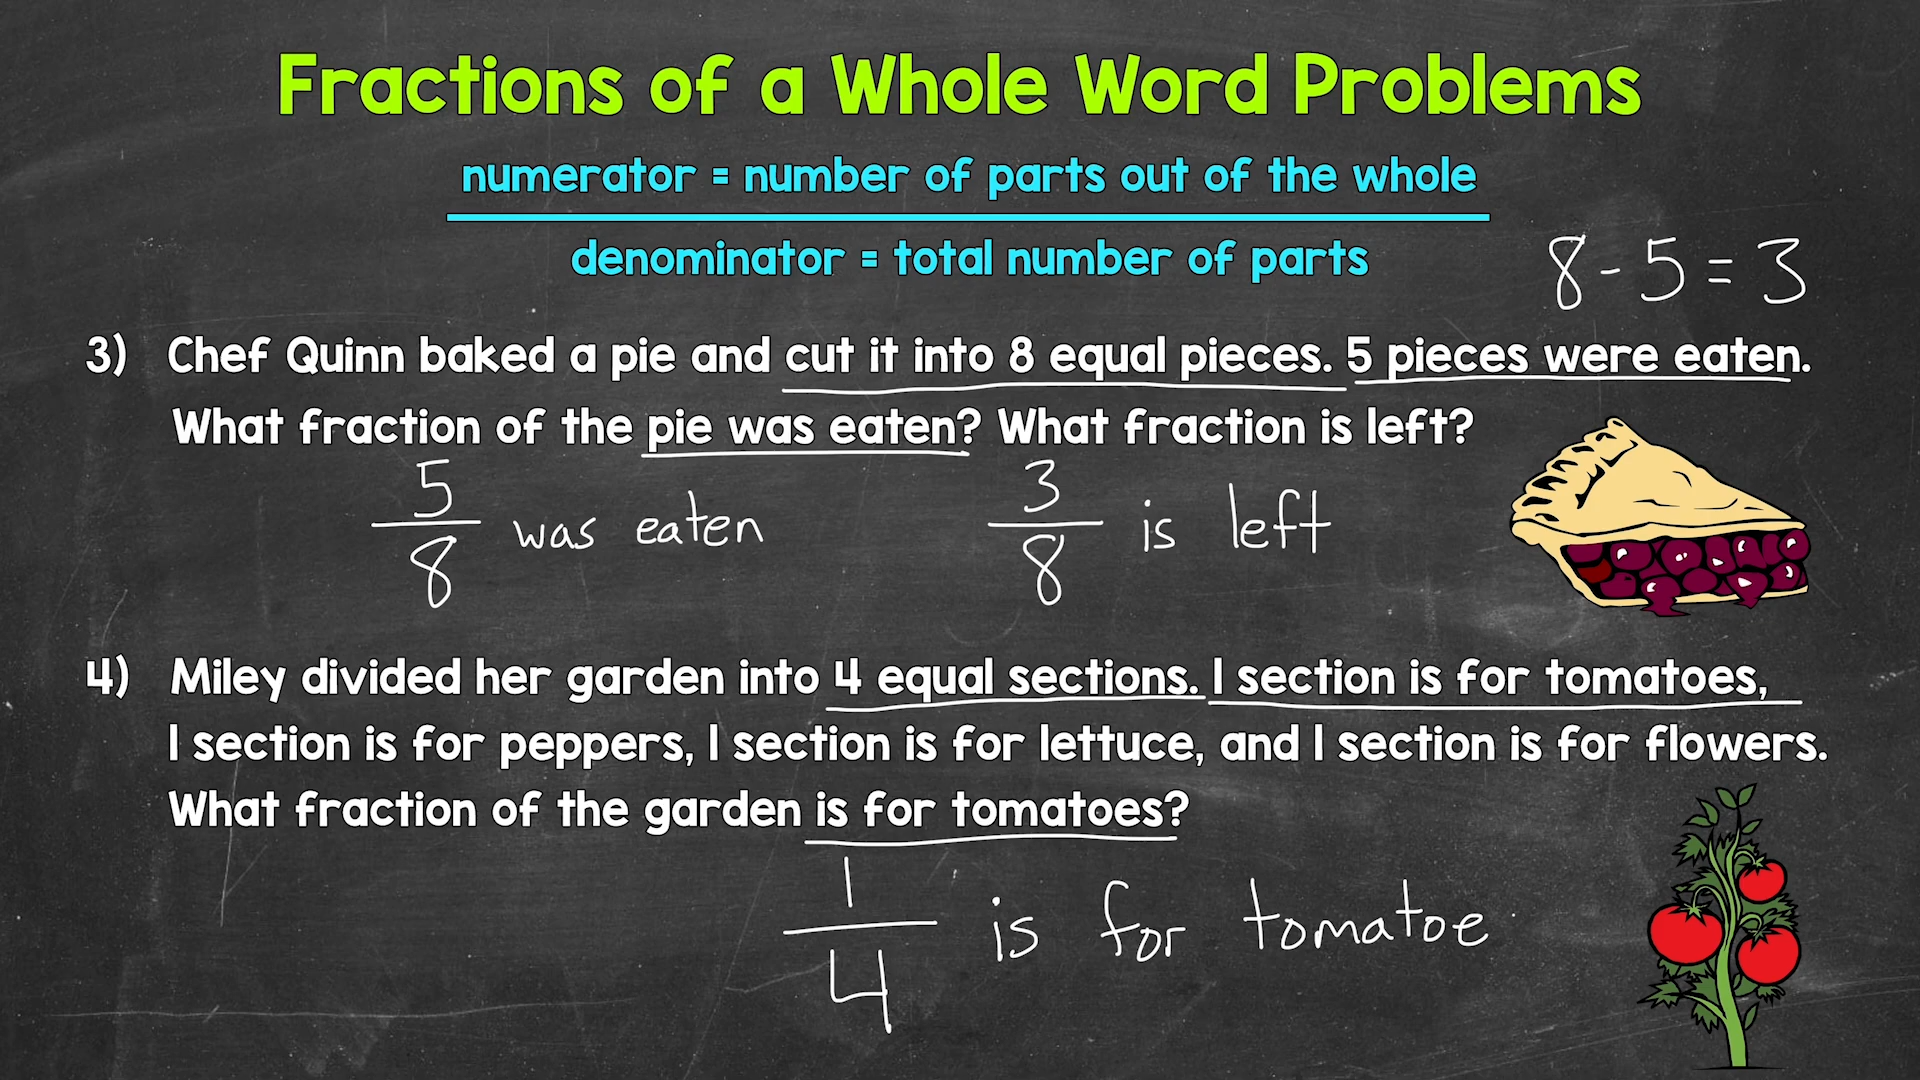 Fractions of a Whole Word Problems
numerator = number of parts out of the whole
denominator = total number of parts
8 - 5 = 3
3) Chef Quinn baked a pie and cut it into 8 equal pieces. 5 pieces were eaten.
What fraction of the pie was eaten? What fraction is left?
5
8 was eaten
3
8 is left
4) Miley divided her garden into 4 equal sections. 1 section is for tomatoes,
1 section is for peppers, 1 section is for lettuce, and 1 section is for flowers.
What fraction of the garden is for tomatoes?
1
4 is for tomatoe